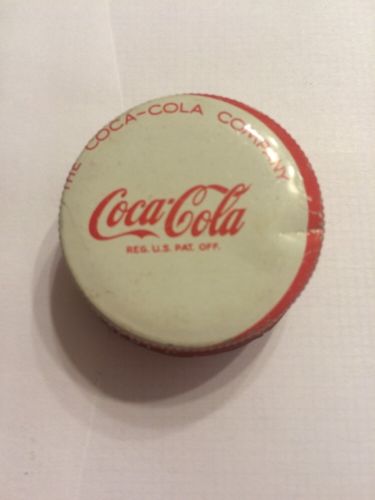 THE COCA-COLA COMPANY
Coca-Cola
REG. U.S. PAT. OFF.